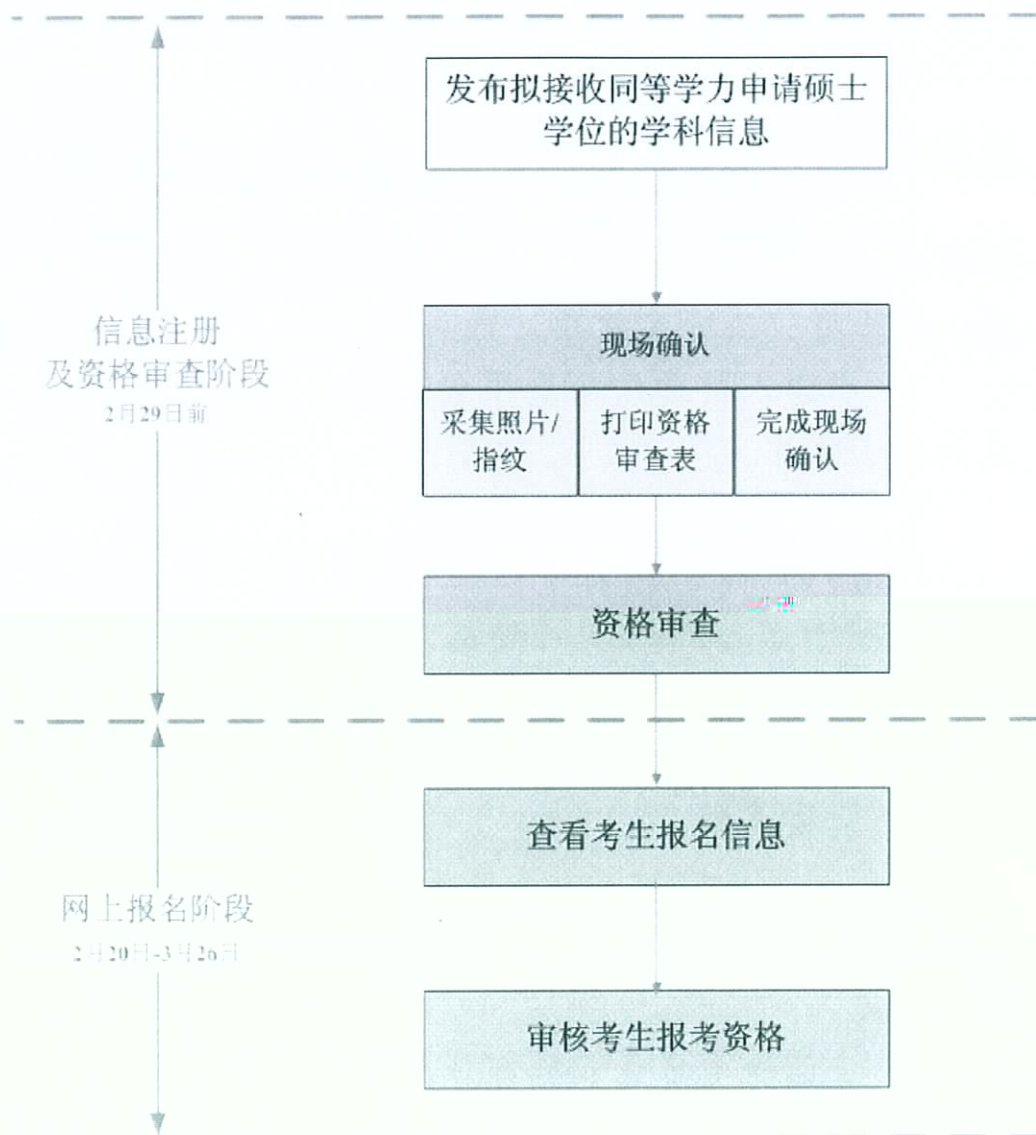 发布拟接收同等学力申请硕士
学位的学科信息
信息注册
及资格审查阶段
2月29日前
现场确认
采集照片/
指纹
打印资格
审查表
完成现场
确认
资格审查
查看考生报名信息
网上报名阶段
2月20日-3月26日
审核考生报考资格